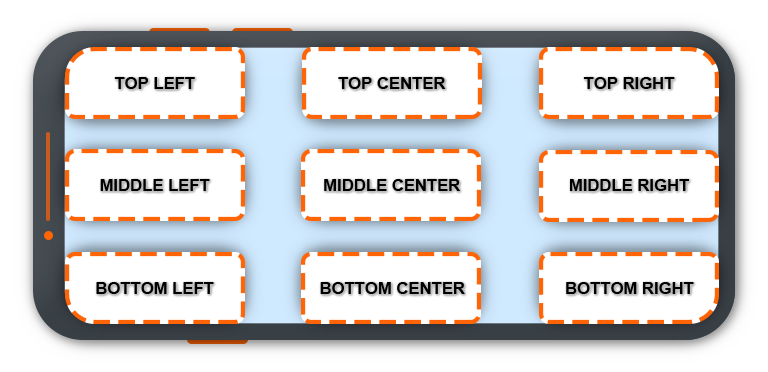 TOP LEFT
TOP CENTER
TOP RIGHT
MIDDLE LEFT
MIDDLE CENTER
MIDDLE RIGHT
BOTTOM LEFT
BOTTOM CENTER
BOTTOM RIGHT